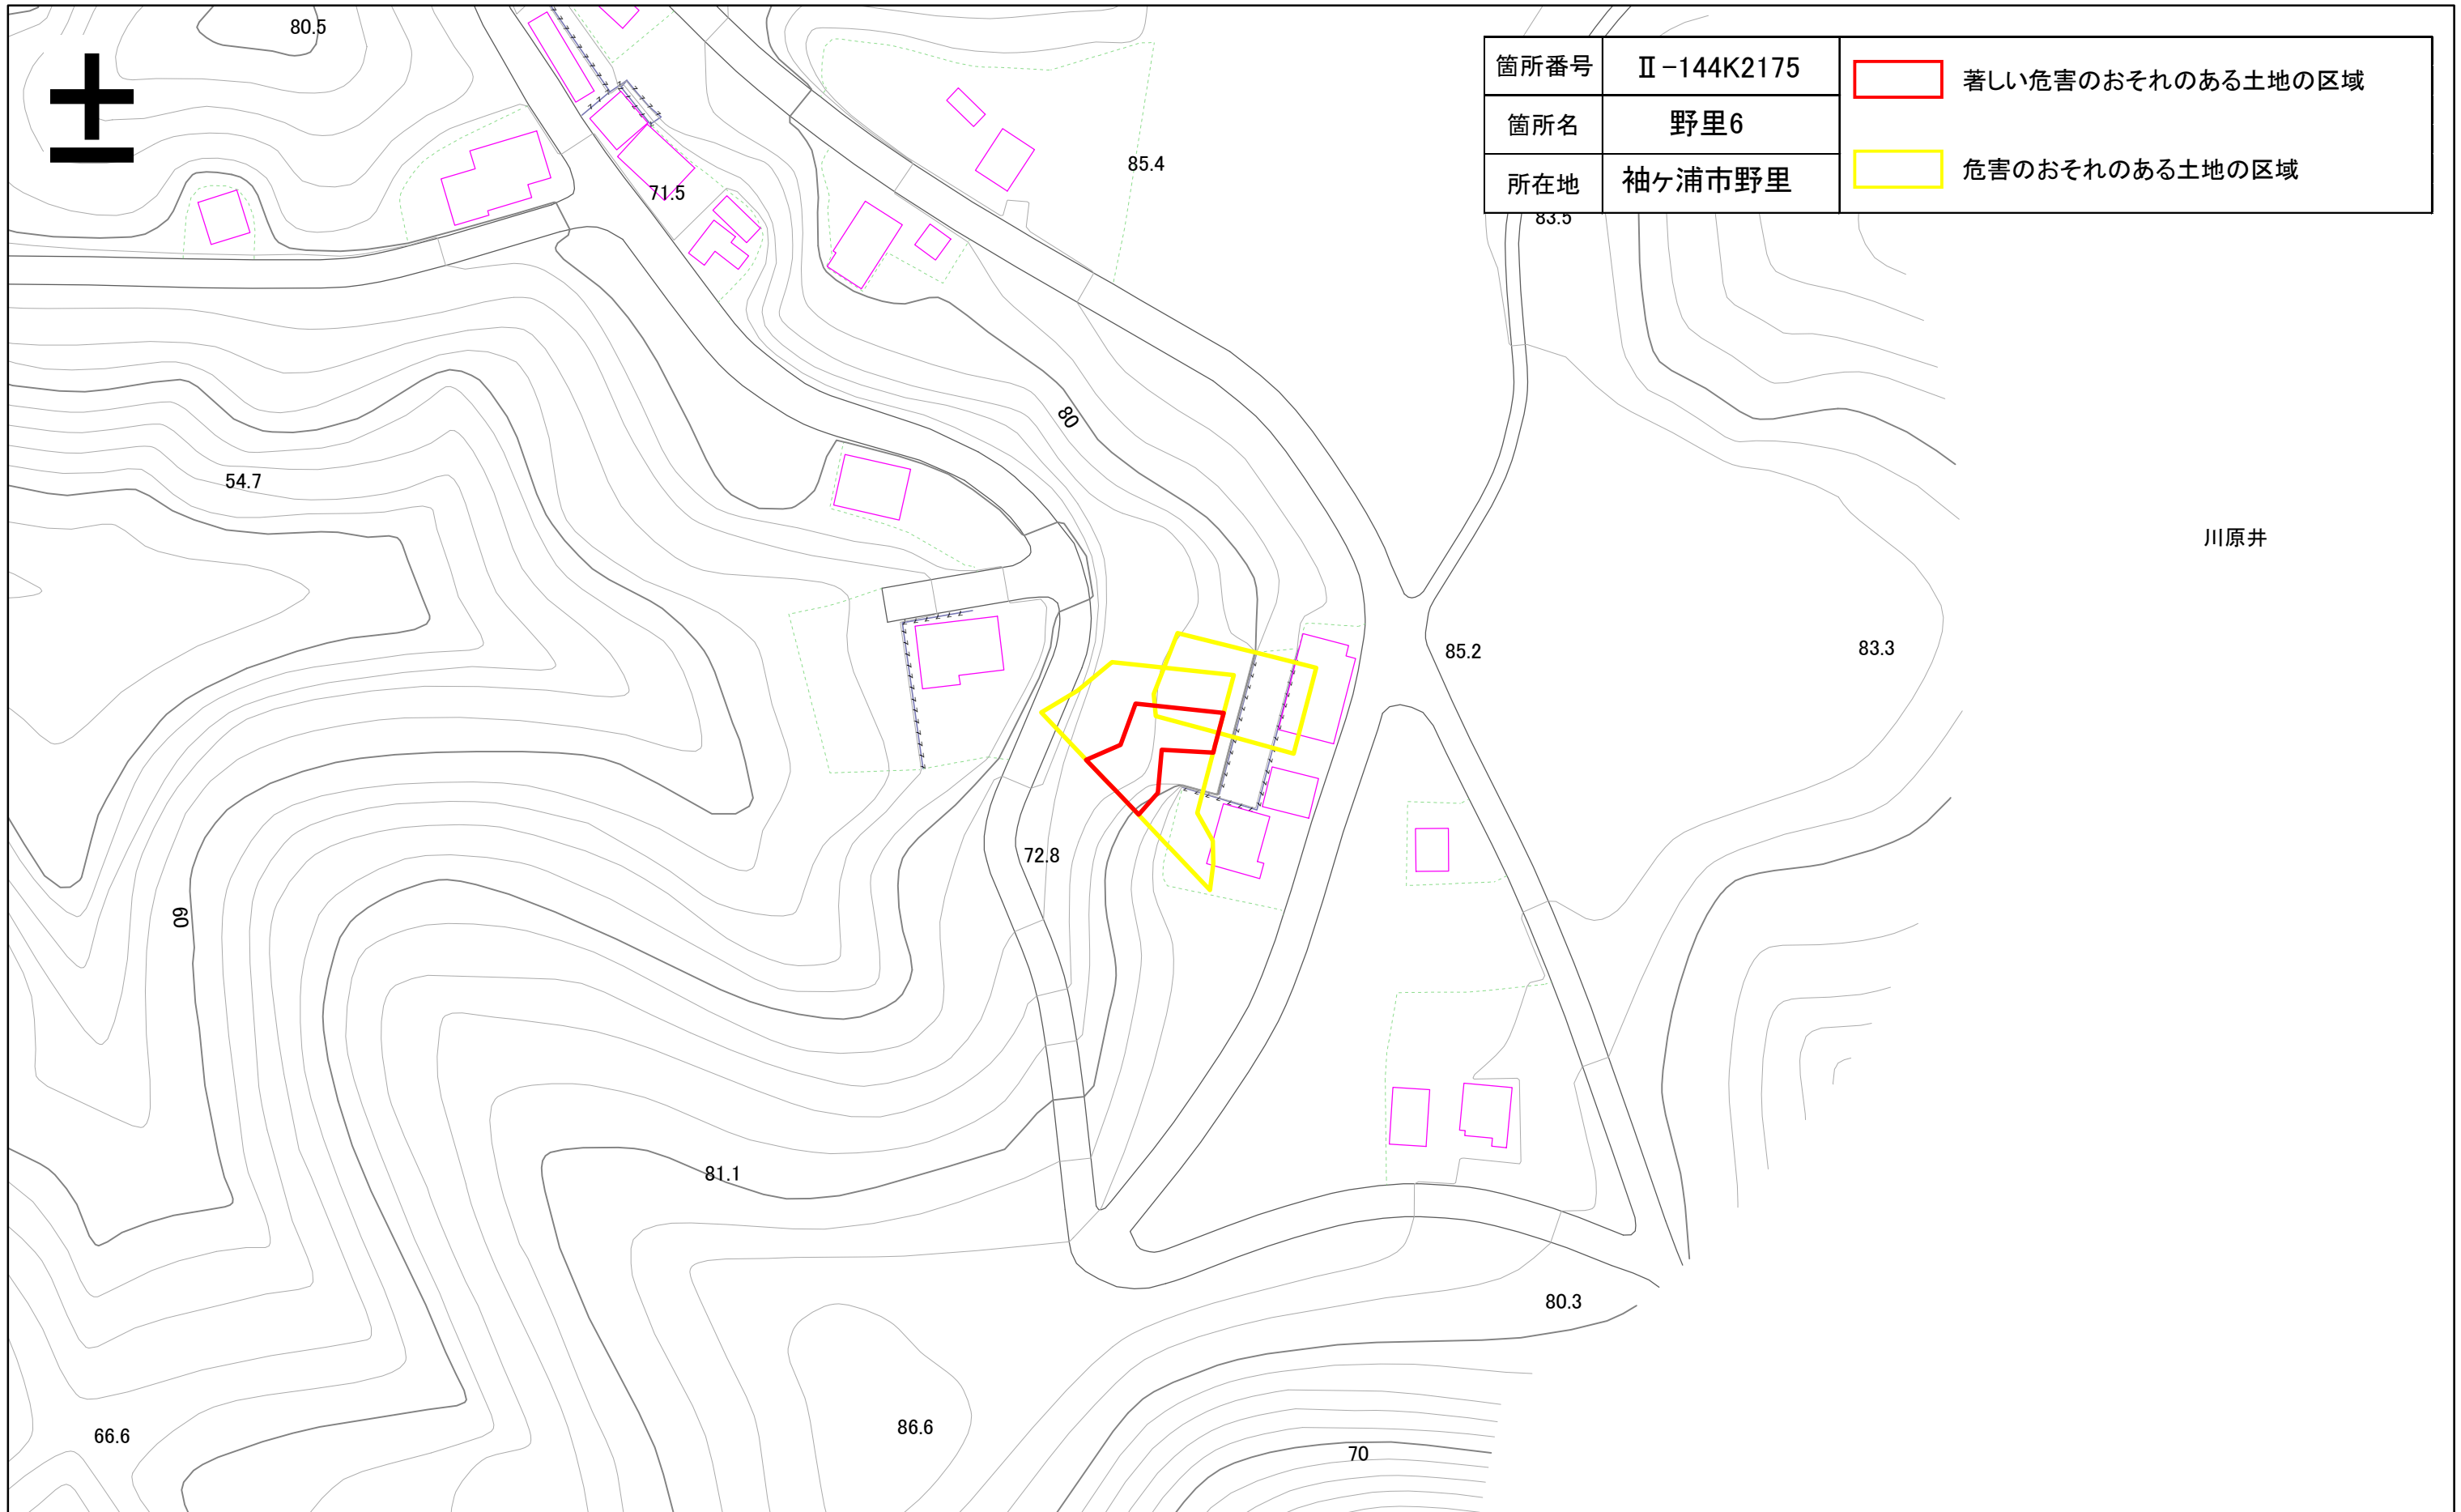 80.5
箇所番号 Ⅱ-144K2175
著しい危害のおそれのある土地の区域
箇所名 野里6
危害のおそれのある土地の区域
所在地 袖ヶ浦市野里
85.4
71.5
83.5
80
54.7
川原井
85.2
83.3
72.8
60
81.1
80.3
86.6
66.6
70